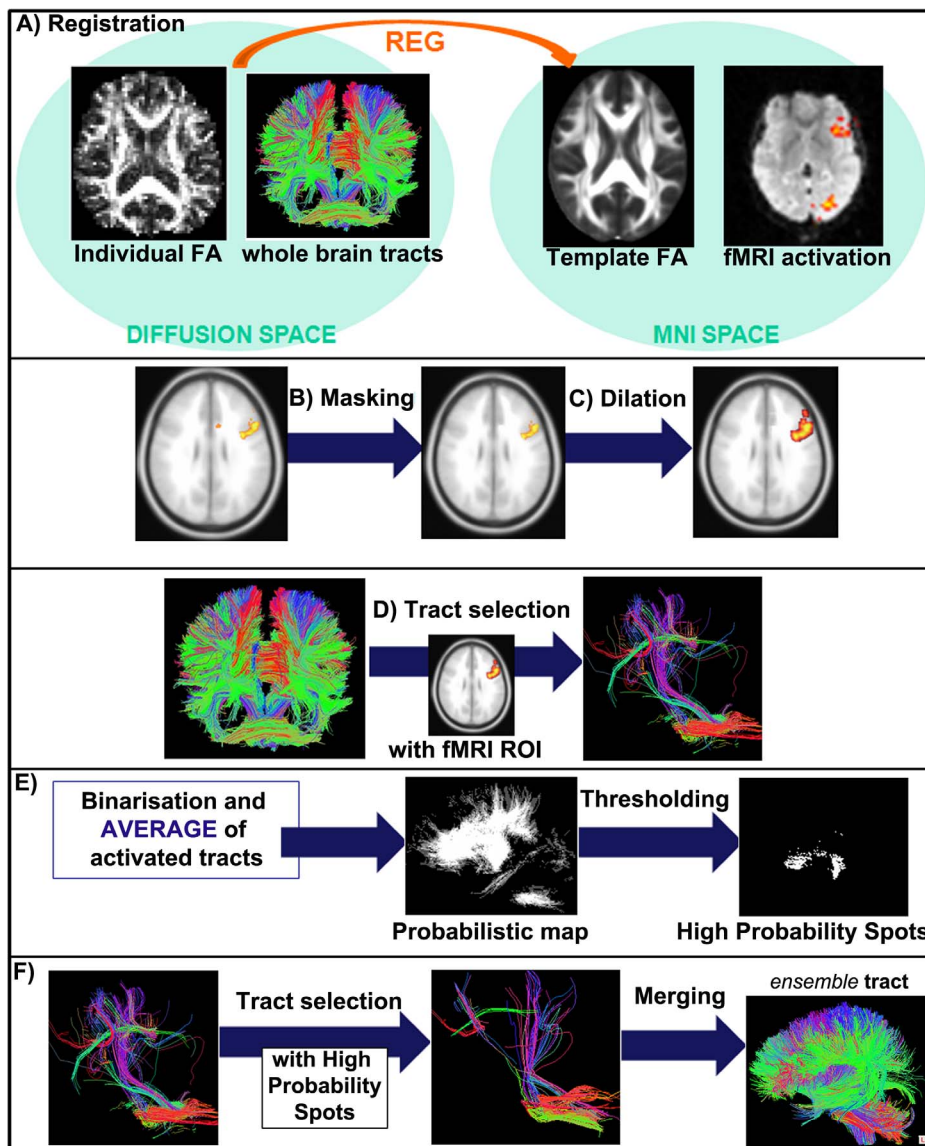 A) Registration
REG
Individual FA
whole brain tracts
Template FA
fMRI activation
DIFFUSION SPACE
MNI SPACE
B) Masking
C) Dilation
D) Tract selection
with fMRI ROI
E)
Binarisation and
AVERAGE of
activated tracts
Thresholding
Probabilistic map
High Probability Spots
F)
Tract selection
with High
Probability
Spots
Merging
ensemble tract
L